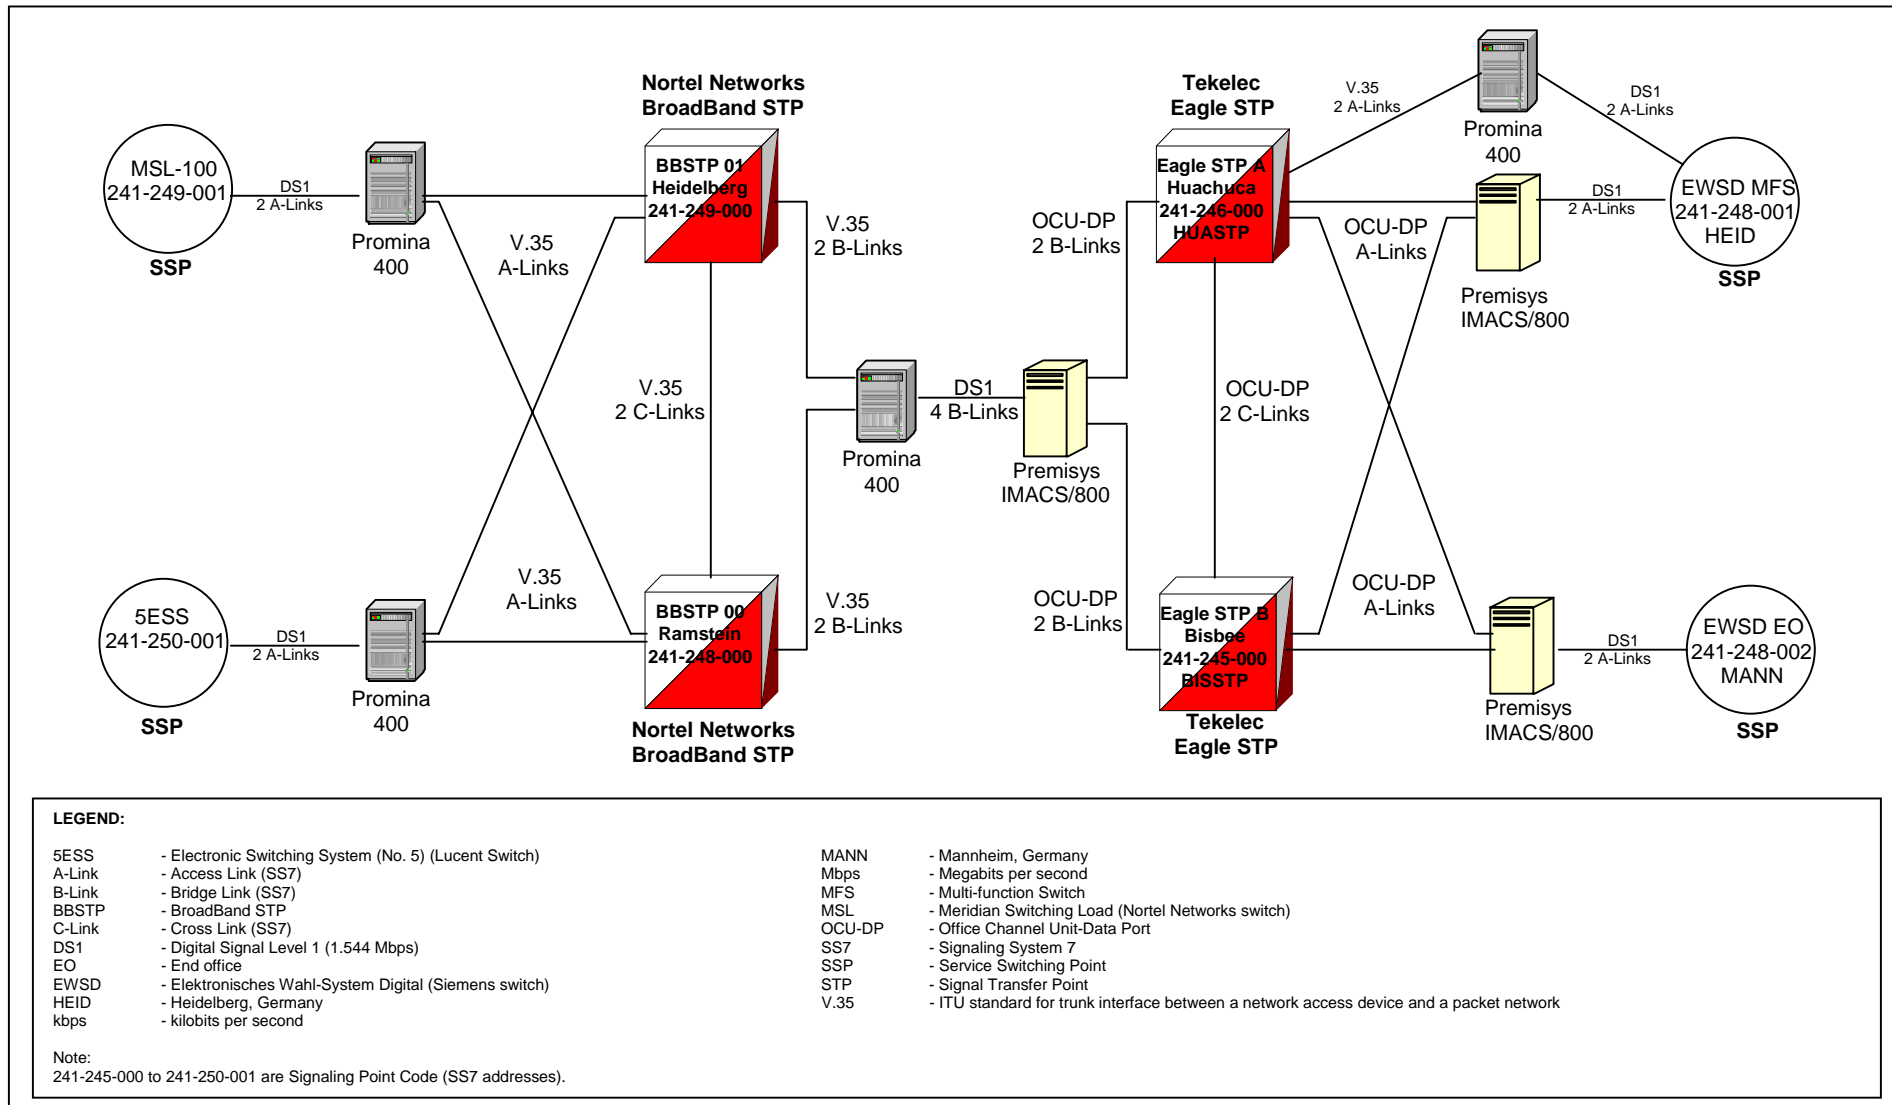 Nortel Networks
BroadBand STP
Tekelec
Eagle STP
V.35
2 A-Links
DS1
2 A-Links
Promina
400
MSL-100
241-249-001
SSP
DS1
2 A-Links
Promina
400
V.35
A-Links
BBSTP 01
Heidelberg
241-249-000
V.35
2 B-Links
OCU-DP
2 B-Links
Eagle STP A
Huachuca
241-246-000
HUASTP
OCU-DP
A-Links
DS1
2 A-Links
EWSD MFS
241-248-001
HEID
SSP
Premisys
IMACS/800
V.35
2 C-Links
Promina
400
DS1
4 B-Links
Premisys
IMACS/800
OCU-DP
2 C-Links
5ESS
241-250-001
SSP
DS1
2 A-Links
Promina
400
V.35
A-Links
BBSTP 00
Ramstein
241-248-000
Nortel Networks
BroadBand STP
V.35
2 B-Links
OCU-DP
2 B-Links
Eagle STP B
Bisbee
241-245-000
BISSTP
Tekelec
Eagle STP
OCU-DP
A-Links
Premisys
IMACS/800
DS1
2 A-Links
EWSD EO
241-248-002
MANN
SSP
LEGEND:
5ESS - Electronic Switching System (No. 5) (Lucent Switch)
A-Link - Access Link (SS7)
B-Link - Bridge Link (SS7)
BBSTP - BroadBand STP
C-Link - Cross Link (SS7)
DS1 - Digital Signal Level 1 (1.544 Mbps)
EO - End office
EWSD - Elektronisches Wahl-System Digital (Siemens switch)
HEID - Heidelberg, Germany
kbps - kilobits per second
MANN - Mannheim, Germany
Mbps - Megabits per second
MFS - Multi-function Switch
MSL - Meridian Switching Load (Nortel Networks switch)
OCU-DP - Office Channel Unit-Data Port
SS7 - Signaling System 7
SSP - Service Switching Point
STP - Signal Transfer Point
V.35 - ITU standard for trunk interface between a network access device and a packet network
Note:
241-245-000 to 241-250-001 are Signaling Point Code (SS7 addresses).